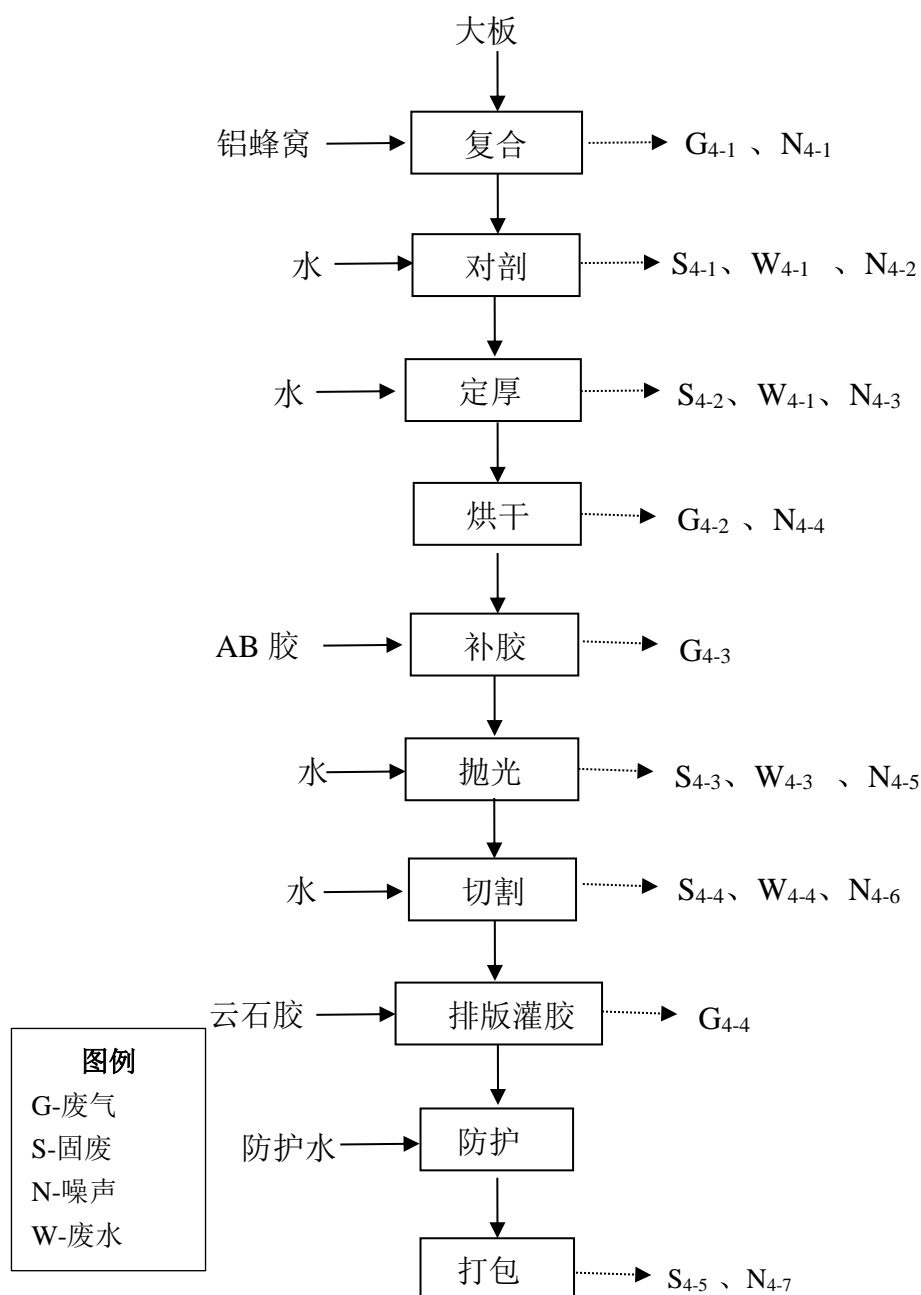 大板
铝蜂窝 复合 G4-1 、N4-1
水 对剖 S4-1、W4-1 、N4-2
水 定厚 S4-2、W4-1、N4-3
烘干 G4-2 、N4-4
AB 胶 补胶 G4-3
水 抛光 S4-3、W4-3 、N4-5
水 切割 S4-4、W4-4、N4-6
云石胶 排版灌胶 G4-4
防护水 防护
打包 S4-5 、N4-7
图例
G-废气
S-固废
N-噪声
W-废水